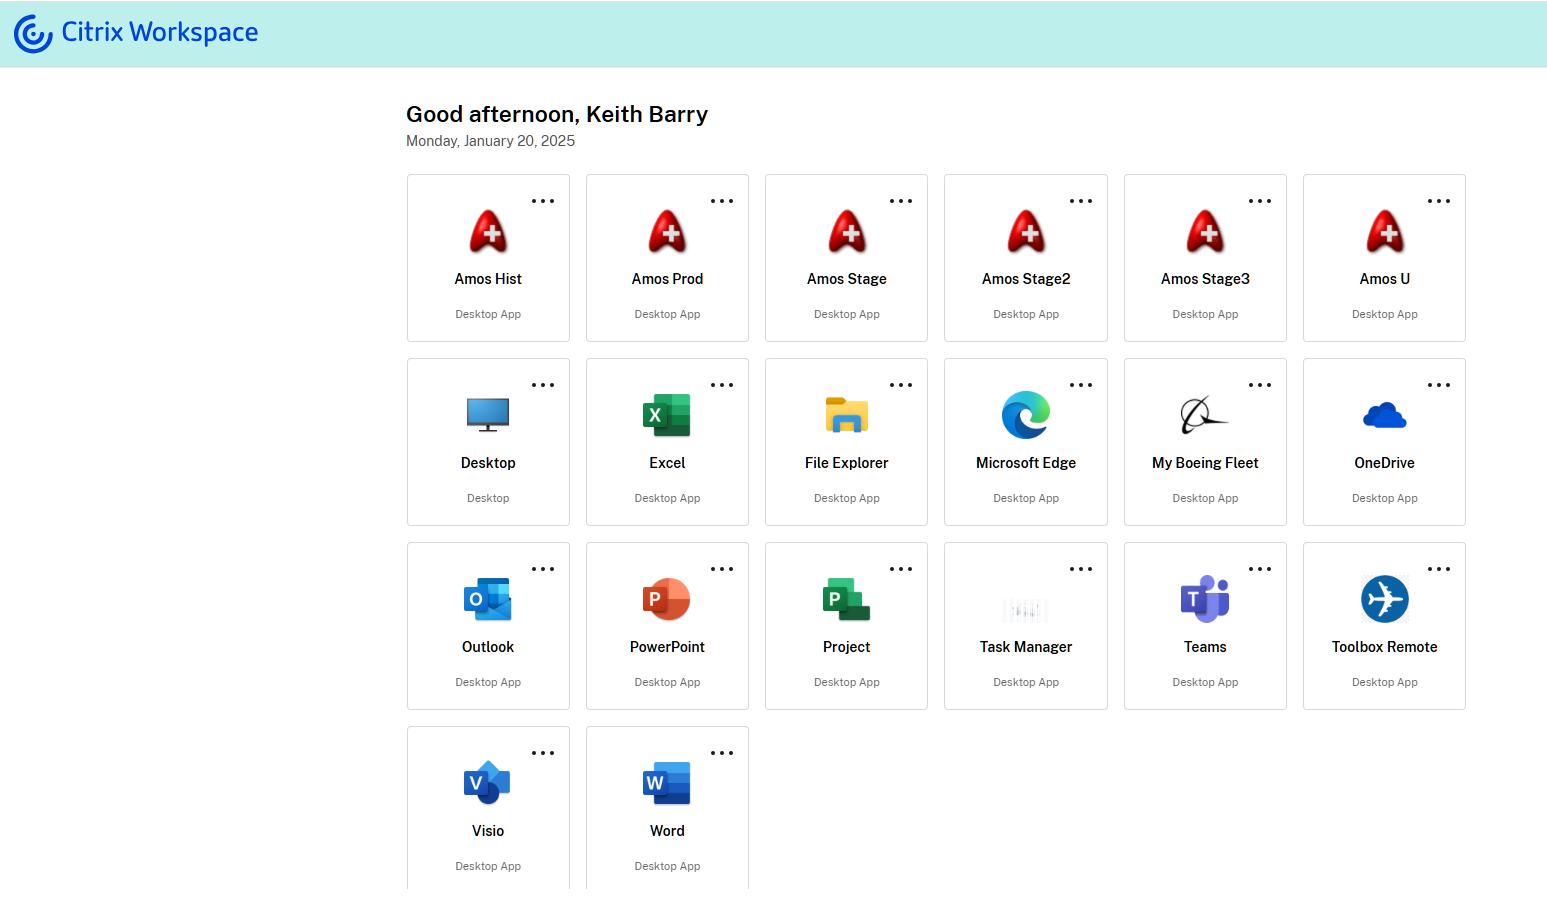 Citrix Workspace
Good afternoon, Keith Barry
Monday, January 20, 2025
Amos Hist
Desktop App
Amos Prod
Desktop App
Amos Stage
Desktop App
Amos Stage2
Desktop App
Amos Stage3
Desktop App
Amos U
Desktop App
Desktop
Desktop
X
Excel
Desktop App
File Explorer
Desktop App
Microsoft Edge
Desktop App
My Boeing Fleet
Desktop App
OneDrive
Desktop App
O
Outlook
Desktop App
P
PowerPoint
Desktop App
P
Project
Desktop App
Task Manager
Desktop App
T
Teams
Desktop App
Toolbox Remote
Desktop App
V
Visio
Desktop App
W
Word
Desktop App